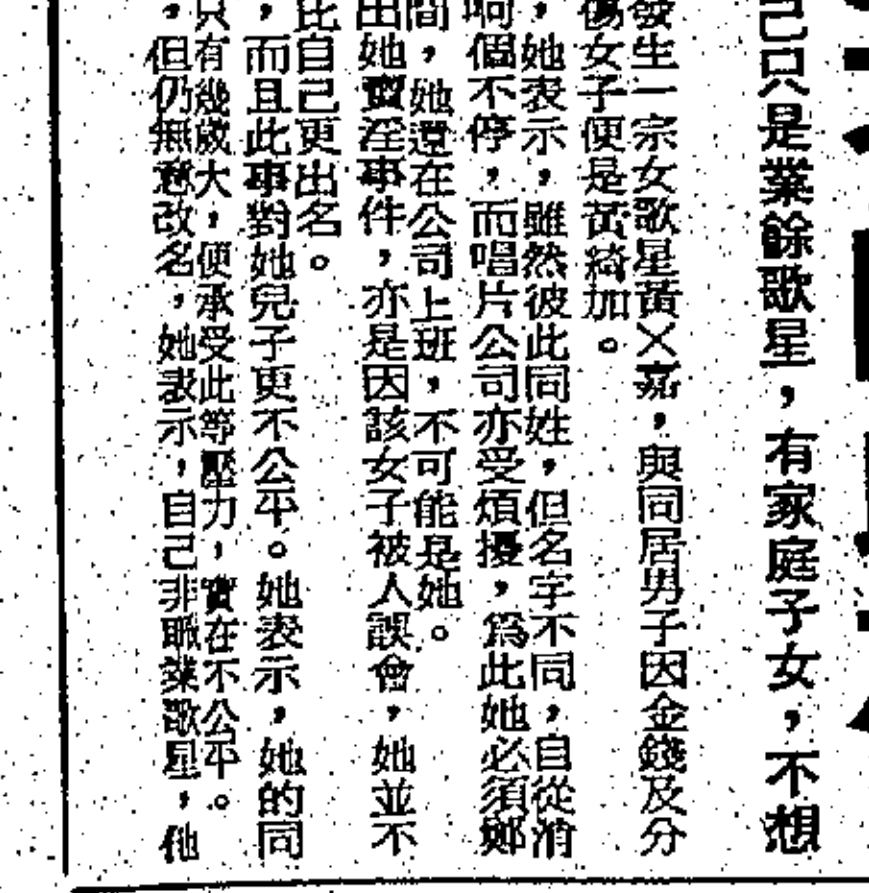 己只是業餘歌星，有家庭子女，不想
發生一宗女歌星黃×嘉，與同居男子因金錢及分
傷女子便是黃綺加。
，她表示，雖然彼此同姓，但名字不同，自從消
個不停，而唱片公司亦受煩擾，爲此她必須鄭
間，她還在公司上班，不可能是她。
出她賣淫事件，亦是因該女子被人誤會，她並不
比自己更出名。
，而且此事對她兒子更不公平。她表示，她的同
只有幾歲大，便承受此等壓力，實在不公平。
，但仍無意改名，她表示，自己非職業歌星，他